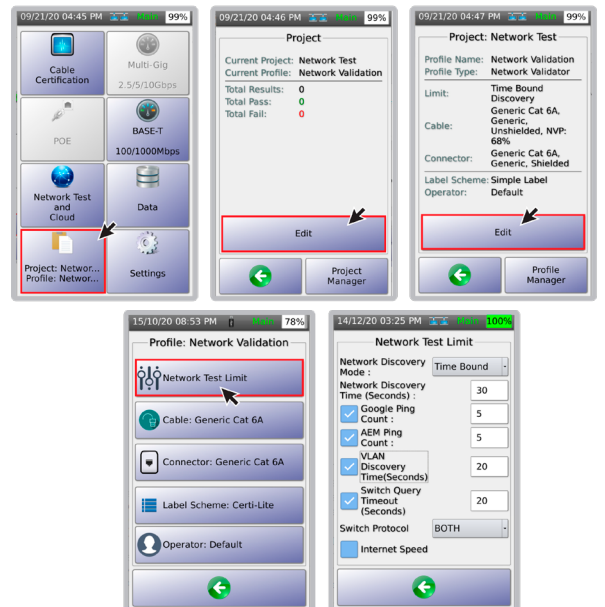 09/21/20 04:45 PM Main 99%
Cable
Certification
Multi-Gig
2.5/5/10Gbps
POE
BASE-T
100/1000Mbps
Network Test
and
Cloud
Data
Project: Networ...
Profile: Networ...
Settings
09/21/20 04:46 PM Main 99%
Project
Current Project: Network Test
Current Profile: Network Validation
Total Results: 0
Total Pass: 0
Total Fail: 0
Edit
Project
Manager
09/21/20 04:47 PM Main 99%
Project:
Network Test
Profile Name: Network Validation
Profile Type: Network Validator
Limit: Time Bound
Discovery
Cable: Generic Cat 6A,
Generic,
Unshielded, NVP:
68%
Connector: Generic Cat 6A,
Generic, Shielded
Label Scheme: Simple Label
Operator: Default
Edit
Profile
Manager
15/10/20 08:53 PM Main 78%
Profile: Network Validation
Network Test Limit
Cable: Generic Cat 6A
Connector: Generic Cat 6A
Label Scheme: Certi-Lite
Operator: Default
14/12/20 03:25 PM Main 100%
Network Test Limit
Network Discovery
Mode : Time Bound
Network Discovery
Time (Seconds) : 30
Google Ping
Count : 5
AEM Ping
Count : 5
VLAN
Discovery
Time(Seconds) 20
Switch Query
Timeout
(Seconds) 20
Switch Protocol BOTH
Internet Speed